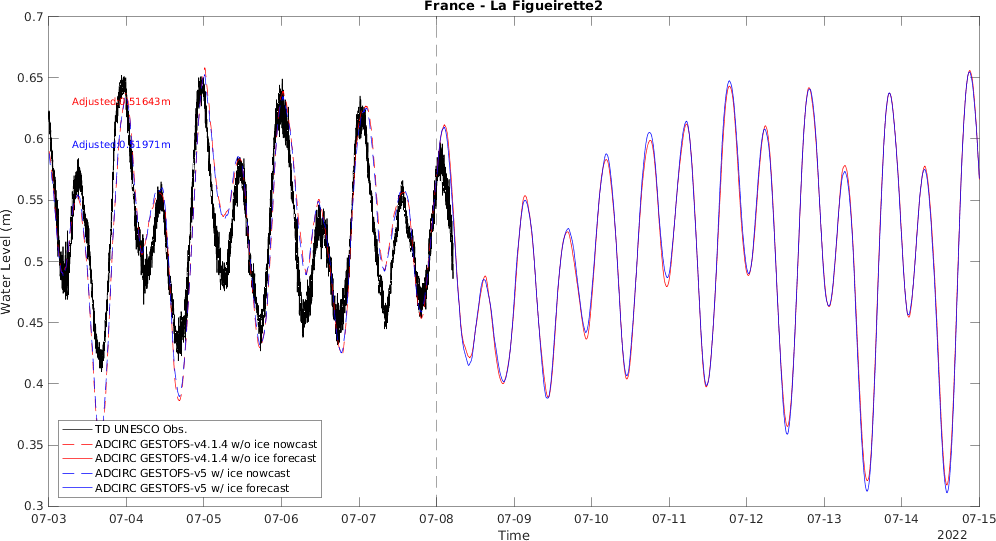 France - La Figueirette2
0.7
0.65
0.6
0.55
0.5
0.45
0.4
0.35
0.3
Water Level (m)
Adjusted:0.51643m
Adjusted:0.51971m
TD UNESCO Obs.
ADCIRC GESTOFS-v4.1.4 w/o ice nowcast
ADCIRC GESTOFS-v4.1.4 w/o ice forecast
ADCIRC GESTOFS-v5 w/ ice nowcast
ADCIRC GESTOFS-v5 w/ ice forecast
07-03 07-04 07-05 07-06 07-07 07-08 07-09 07-10 07-11 07-12 07-13 07-14 07-15
Time
2022